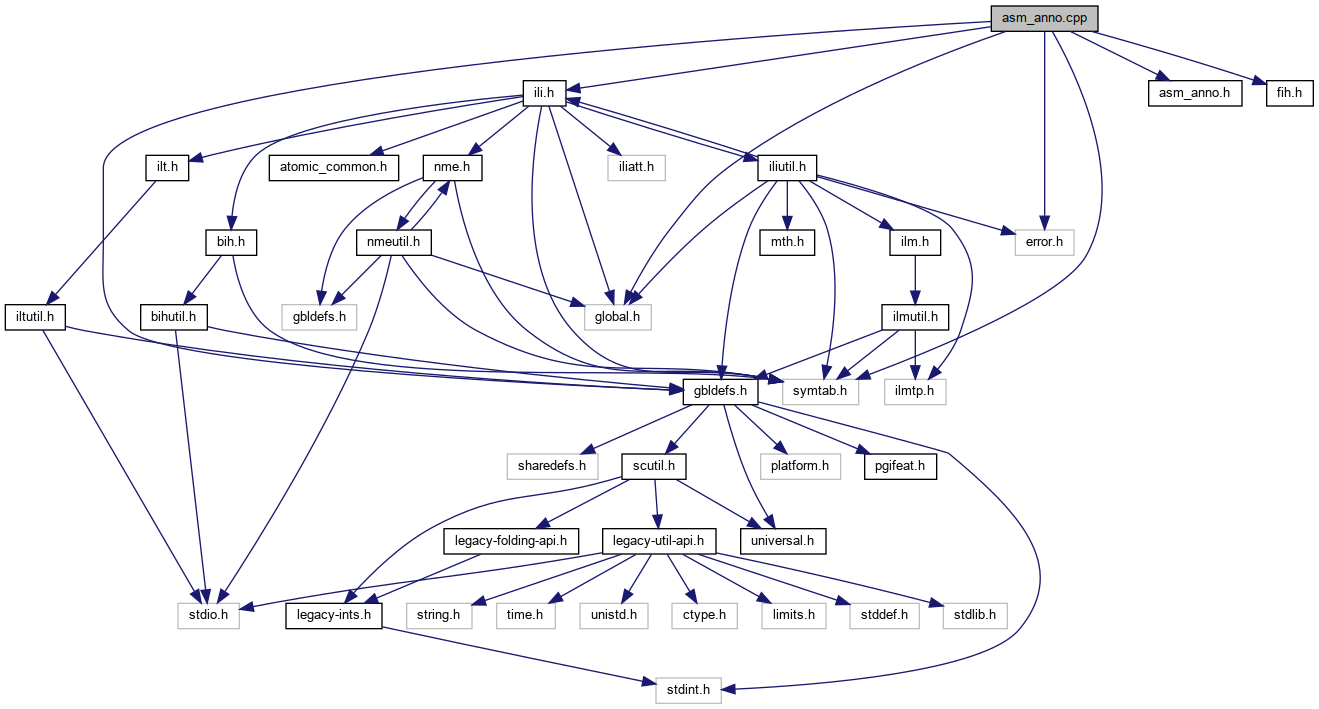 asm_anno.cpp
ili.h
asm_anno.h
fih.h
ilt.h
atomic_common.h
nme.h
iliatt.h
iliutil.h
bih.h
nmeutil.h
mth.h
ilm.h
error.h
iltutil.h
bihutil.h
gbldefs.h
global.h
ilmutil.h
gbldefs.h
symtab.h
ilmtp.h
sharedefs.h
scutil.h
platform.h
pgifeat.h
legacy-folding-api.h
legacy-util-api.h
universal.h
stdio.h
legacy-ints.h
string.h
time.h
unistd.h
ctype.h
limits.h
stddef.h
stdlib.h
stdint.h